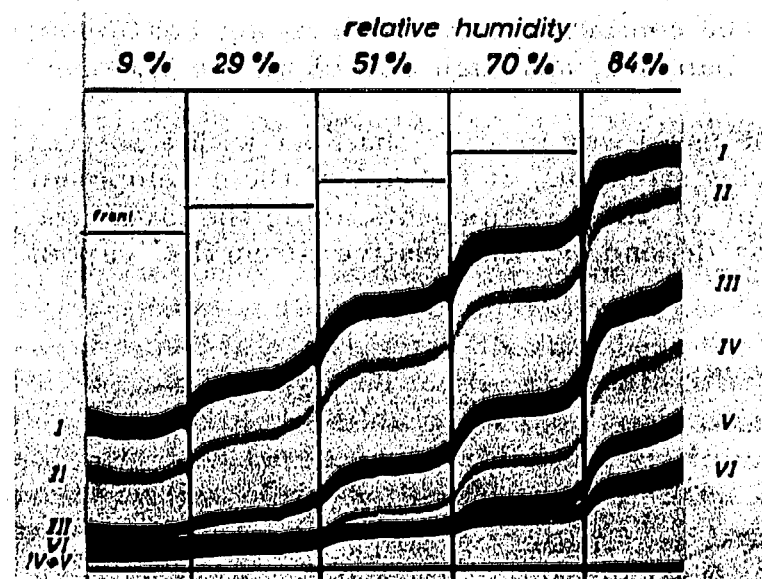 relative humidity
9 % 29 % 51 % 70 % 84 %
front
I
II
III
IV
V
VI
I
II
III
VI
IV+V